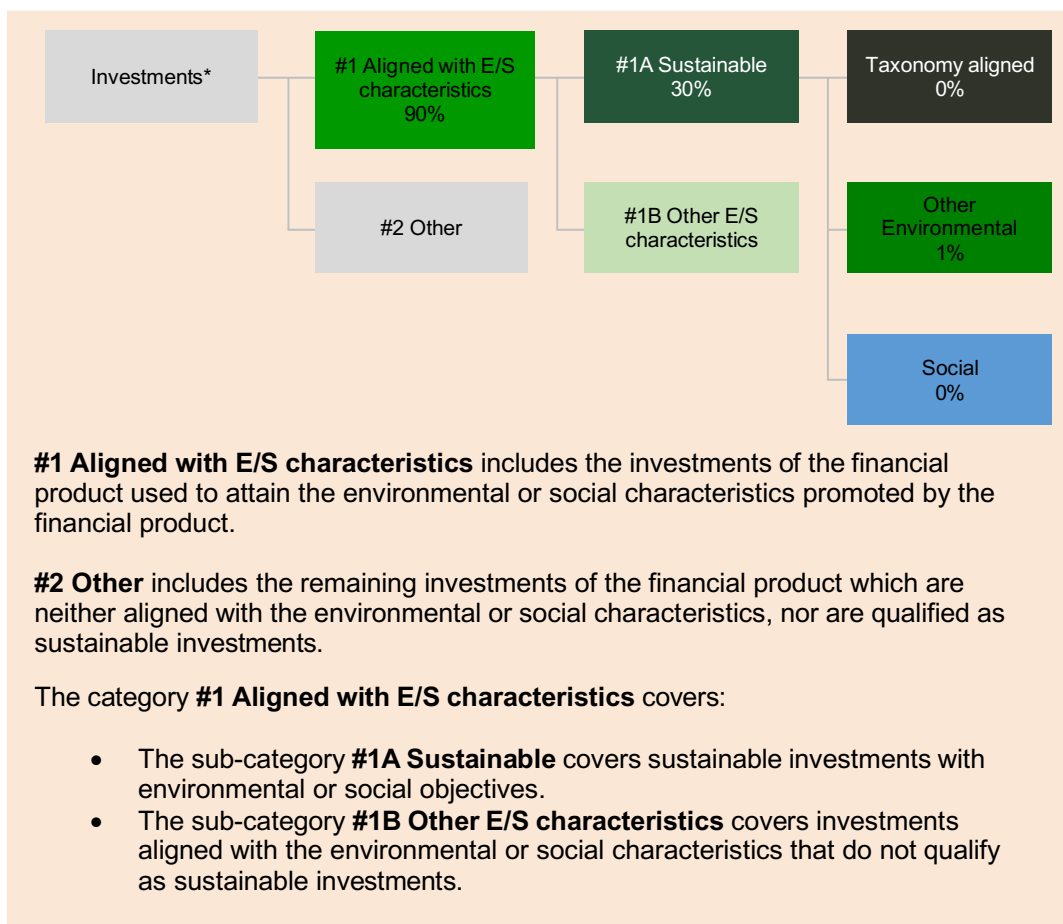 Investments*
#1 Aligned with E/S
characteristics
90%
#1A Sustainable
30%
Taxonomy aligned
0%
#2 Other
#1B Other E/S
characteristics
Other
Environmental
1%
Social
0%
#1 Aligned with E/S characteristics includes the investments of the financial
product used to attain the environmental or social characteristics promoted by the
financial product.
#2 Other includes the remaining investments of the financial product which are
neither aligned with the environmental or social characteristics, nor are qualified as
sustainable investments.
The category #1 Aligned with E/S characteristics covers:
• The sub-category #1A Sustainable covers sustainable investments with
environmental or social objectives.
• The sub-category #1B Other E/S characteristics covers investments
aligned with the environmental or social characteristics that do not qualify
as sustainable investments.